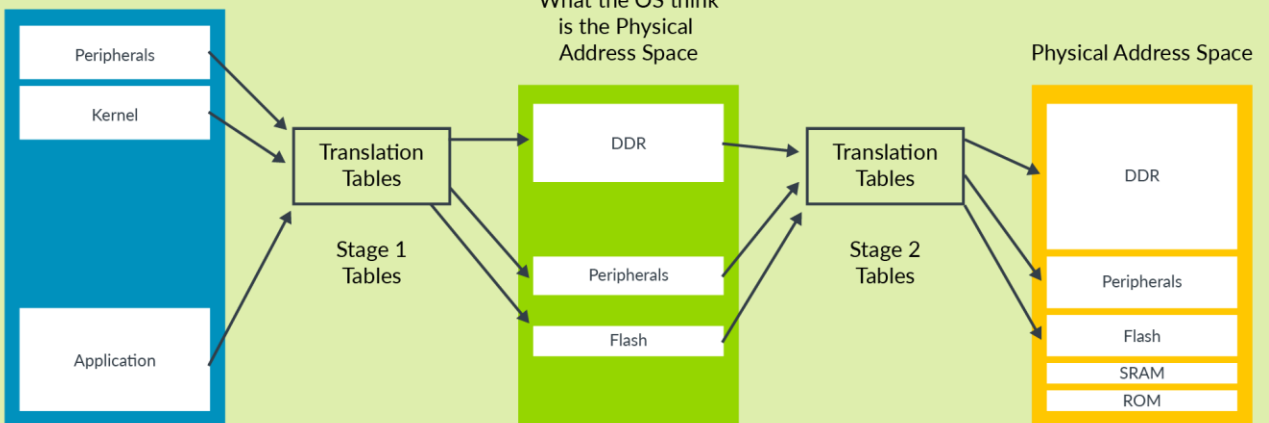 What the OS think
is the Physical
Address Space
Physical Address Space
Peripherals
Kernel
Application
Translation
Tables
Stage 1
Tables
DDR
Peripherals
Flash
Translation
Tables
Stage 2
Tables
DDR
Peripherals
Flash
SRAM
ROM